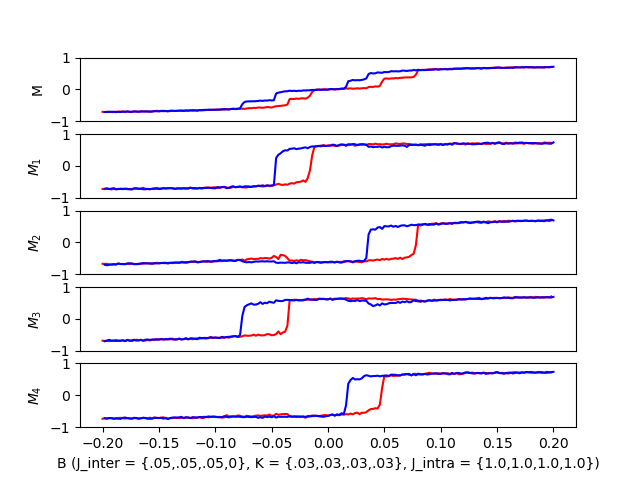 1
0
−1
M
1
0
−1
M₁
1
0
−1
M₂
1
0
−1
M₃
1
0
−1
M₄
−0.20 −0.15 −0.10 −0.05 0.00 0.05 0.10 0.15 0.20
B (J_inter = {.05,.05,.05,0}, K = {.03,.03,.03,.03}, J_intra = {1.0,1.0,1.0,1.0})